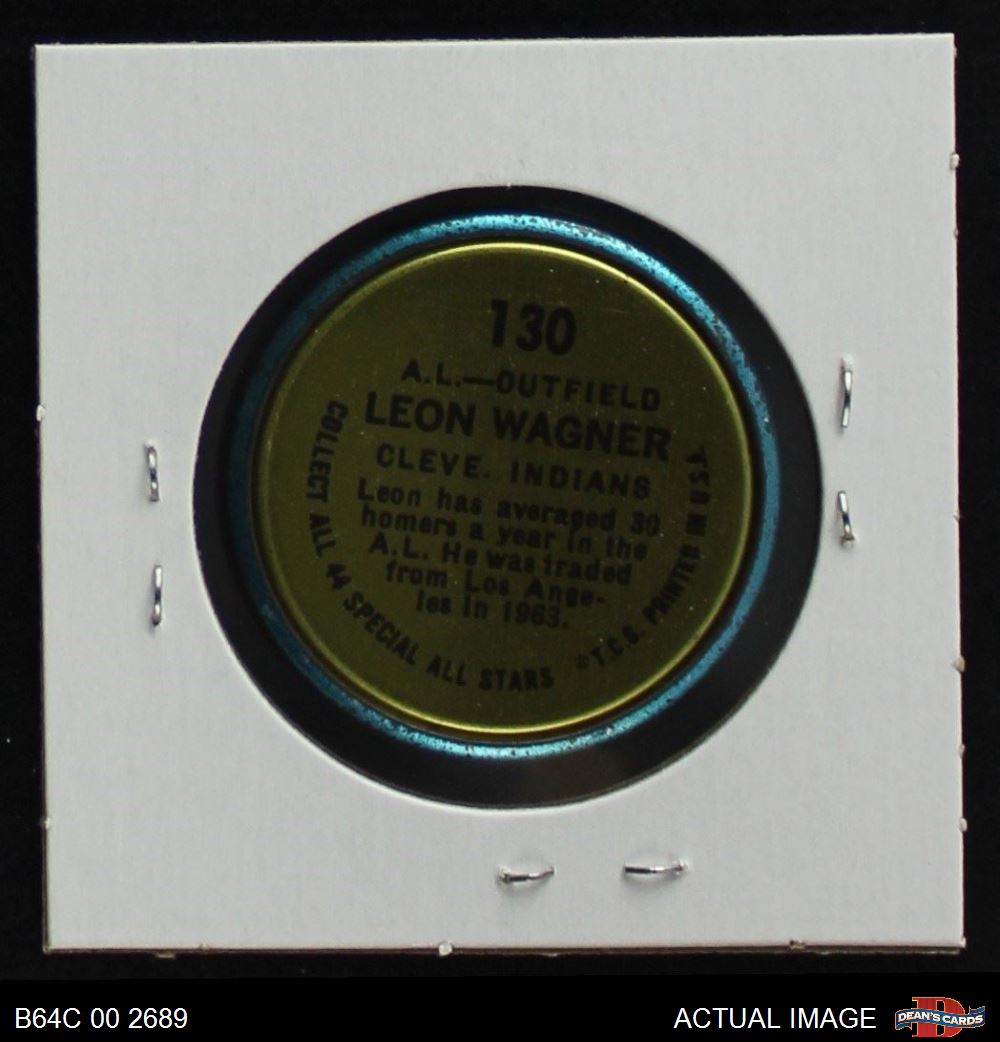 130
A.L.—OUTFIELD
LEON WAGNER
CLEVE. INDIANS
Leon has averaged 30
homers a year in the
A.L. He was traded
from Los Ange-
les in 1963.
COLLECT ALL 44 SPECIAL ALL STARS
©T.C.G. PRINTED IN U.S.A.
B64C 00 2689
ACTUAL IMAGE
D
DEAN'S CARDS